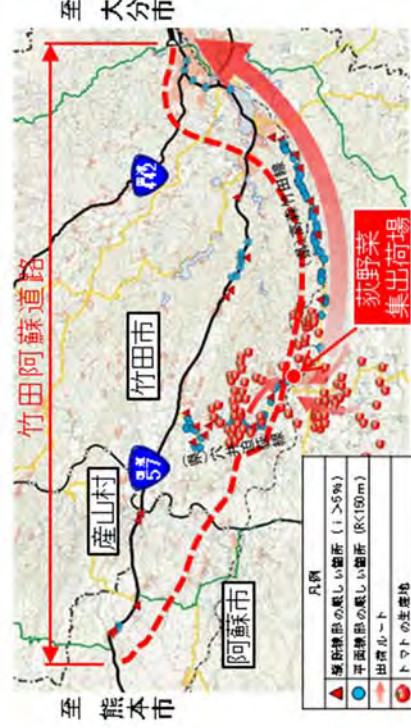 至 大分市
竹田阿蘇道路
竹田市
産山村
国道
57
阿蘇市
至 熊本市
荻野菜
集出荷場
凡例
縦断線形の厳しい箇所 (i>5%)
平面線形の厳しい箇所 (R<150m)
出荷ルート
トマトの生産地